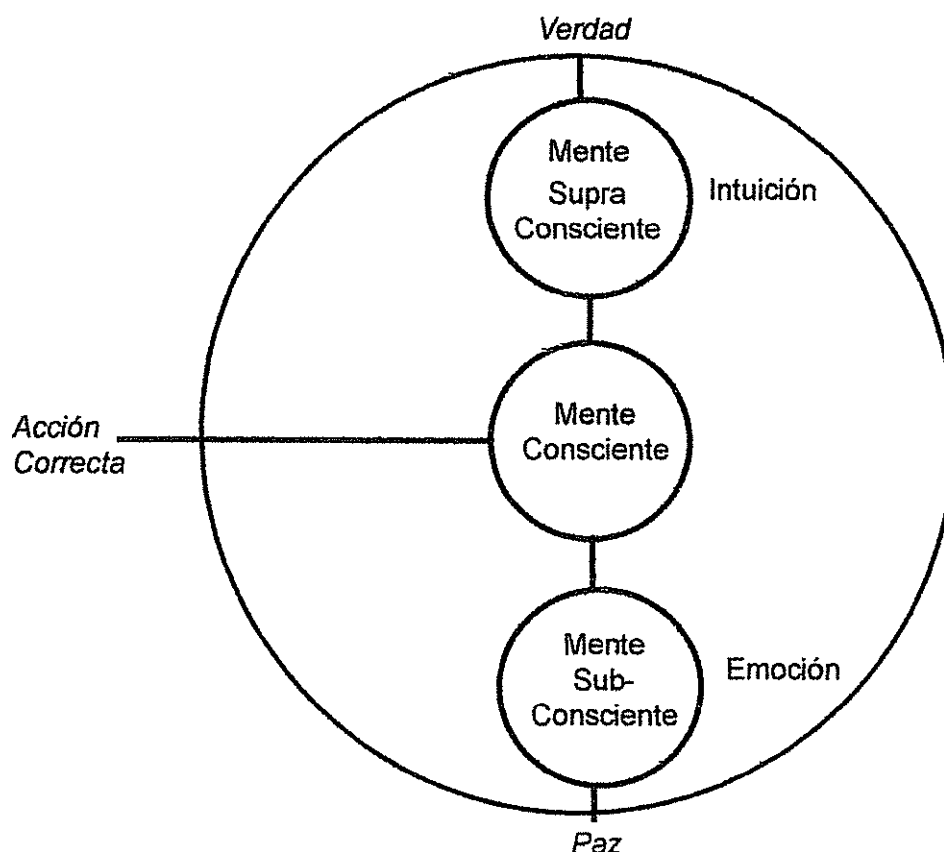 Verdad
Mente
Supra
Consciente
Intuición
Mente
Consciente
Acción
Correcta
Mente
Sub-
Consciente
Emoción
Paz